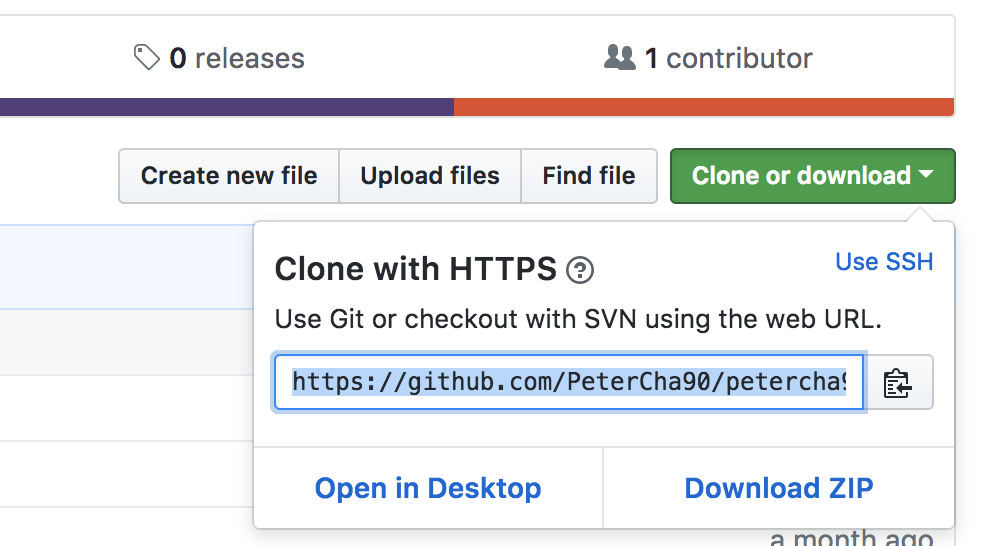 0 releases
1 contributor
Create new file
Upload files
Find file
Clone or download
Clone with HTTPS
Use SSH
Use Git or checkout with SVN using the web URL.
https://github.com/PeterCha90/petercha9
Open in Desktop
Download ZIP
a month ago